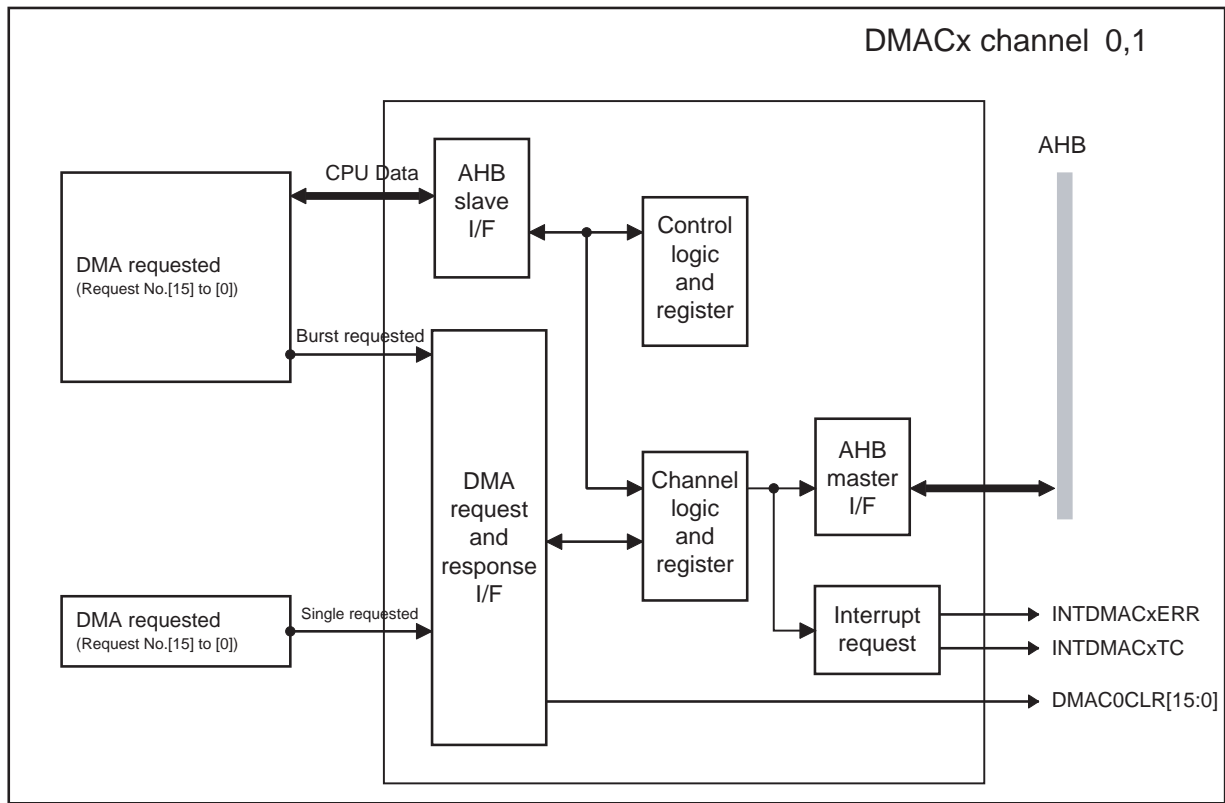 DMACx channel 0,1
AHB
CPU Data
AHB
slave
I/F
Control
logic
and
register
DMA requested
(Request No.[15] to [0])
Burst requested
DMA
request
and
response
I/F
Channel
logic
and
register
AHB
master
I/F
DMA requested
(Request No.[15] to [0])
Single requested
Interrupt
request
INTDMACxERR
INTDMACxTC
DMAC0CLR[15:0]